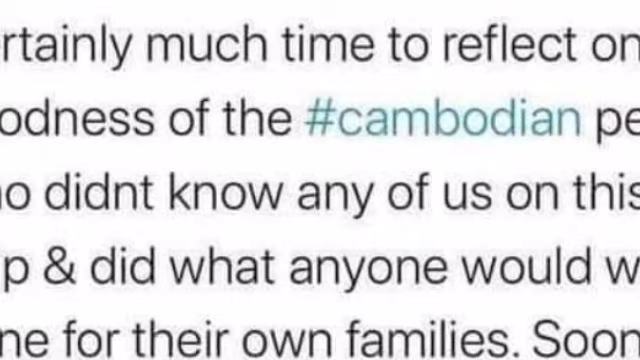 rtainly much time to reflect on
odness of the #cambodian pe
o didnt know any of us on this
p & did what anyone would w
ne for their own families. Soon